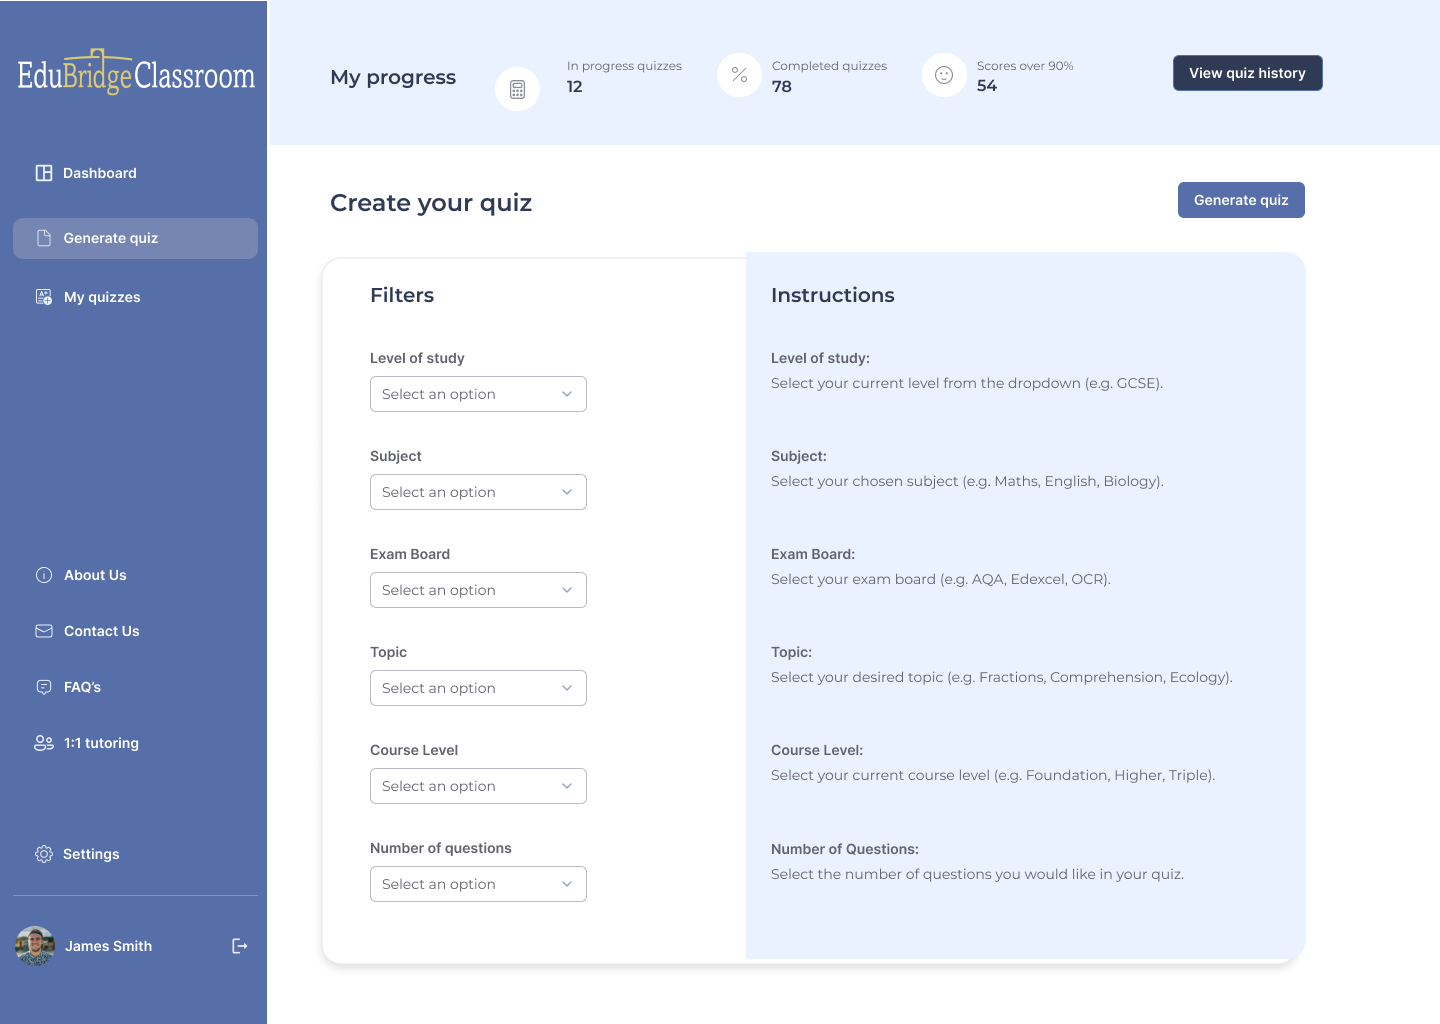 EduBridgeClassroom
Dashboard
Generate quiz
My quizzes
About Us
Contact Us
FAQ’s
1:1 tutoring
Settings
James Smith
My progress
In progress quizzes
12
Completed quizzes
78
Scores over 90%
54
View quiz history
Create your quiz
Generate quiz
Filters
Level of study
Select an option
Subject
Select an option
Exam Board
Select an option
Topic
Select an option
Course Level
Select an option
Number of questions
Select an option
Instructions
Level of study:
Select your current level from the dropdown (e.g. GCSE).
Subject:
Select your chosen subject (e.g. Maths, English, Biology).
Exam Board:
Select your exam board (e.g. AQA, Edexcel, OCR).
Topic:
Select your desired topic (e.g. Fractions, Comprehension, Ecology).
Course Level:
Select your current course level (e.g. Foundation, Higher, Triple).
Number of Questions:
Select the number of questions you would like in your quiz.